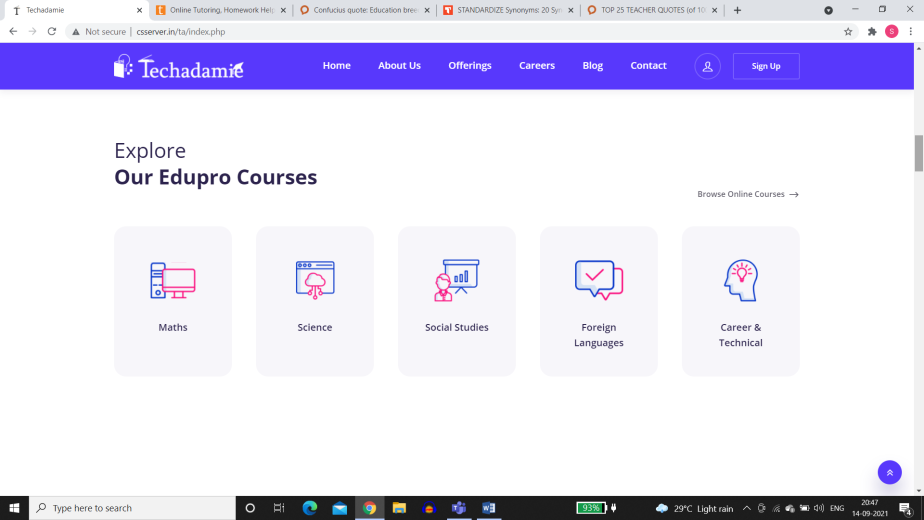 Techadamie
Online Tutoring, Homework Help
Confucius quote: Education bree
STANDARDIZE Synonyms: 20 Syn
TOP 25 TEACHER QUOTES (of 10
Not secure | csserver.in/ta/index.php
S
Techadamie
Home
About Us
Offerings
Careers
Blog
Contact
Sign Up
Explore
Our Edupro Courses
Browse Online Courses
Maths
Science
Social Studies
Foreign
Languages
Career &
Technical
Type here to search
93%
29°C Light rain
ENG
20:47
14-09-2021
4